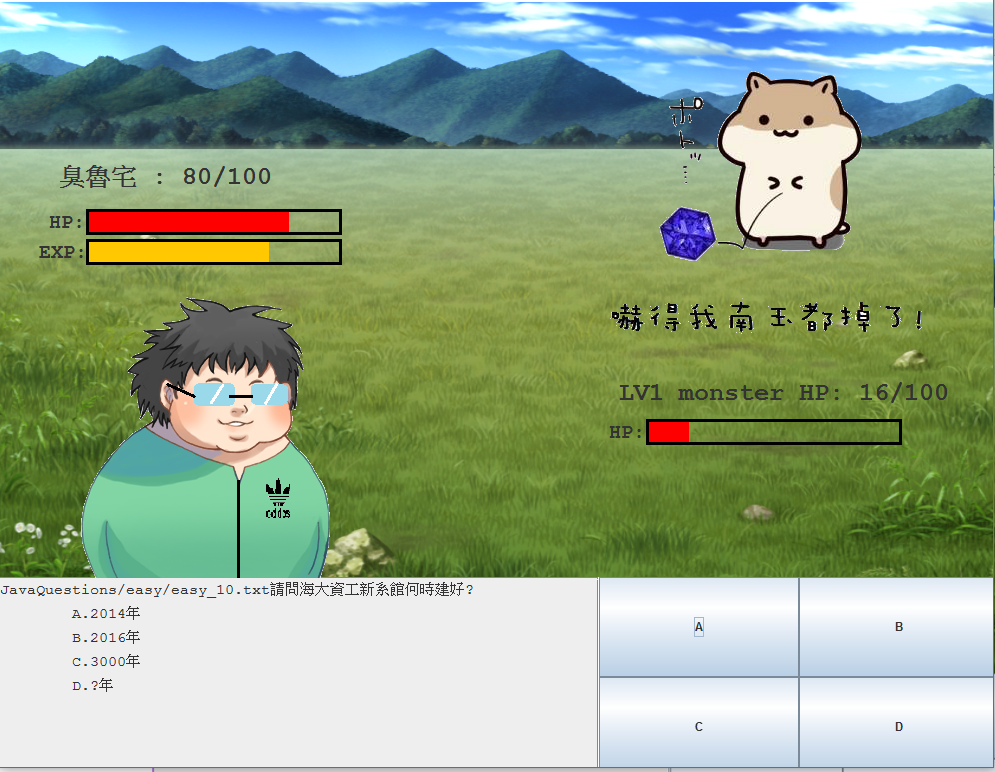 ポトッ…
臭魯宅 : 80/100
HP:
EXP:
嚇得我南玉都掉了!
LV1 monster HP: 16/100
HP:
adidas
JavaQuestions/easy/easy_10.txt請問海大資工新系館何時建好?
A.2014年
B.2016年
C.3000年
D.?年
A
B
C
D